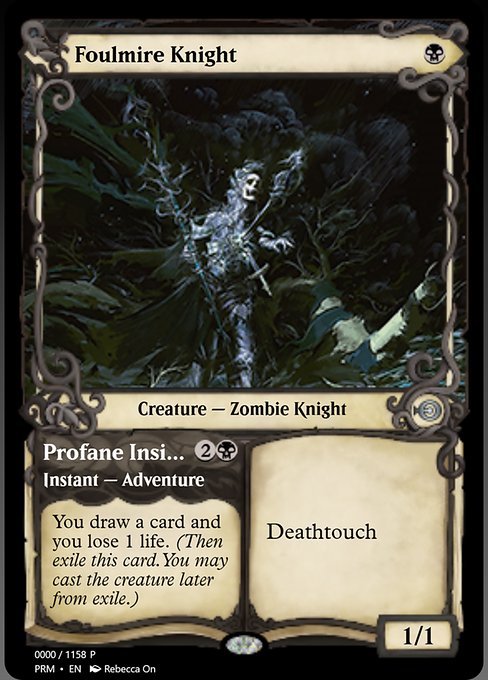 Foulmire Knight
Creature — Zombie Knight
Profane Insi... 2
Instant — Adventure
You draw a card and
you lose 1 life. (Then
exile this card. You may
cast the creature later
from exile.)
Deathtouch
1/1
0000 / 1158 P
PRM • EN Rebecca On